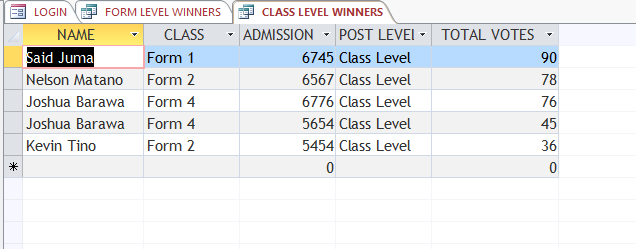 LOGIN FORM LEVEL WINNERS CLASS LEVEL WINNERS
NAME CLASS ADMISSION POST LEVEL TOTAL VOTES
Said Juma Form 1 6745 Class Level 90
Nelson Matano Form 2 6567 Class Level 78
Joshua Barawa Form 4 6776 Class Level 76
Joshua Barawa Form 4 5654 Class Level 45
Kevin Tino Form 2 5454 Class Level 36
* 0 0